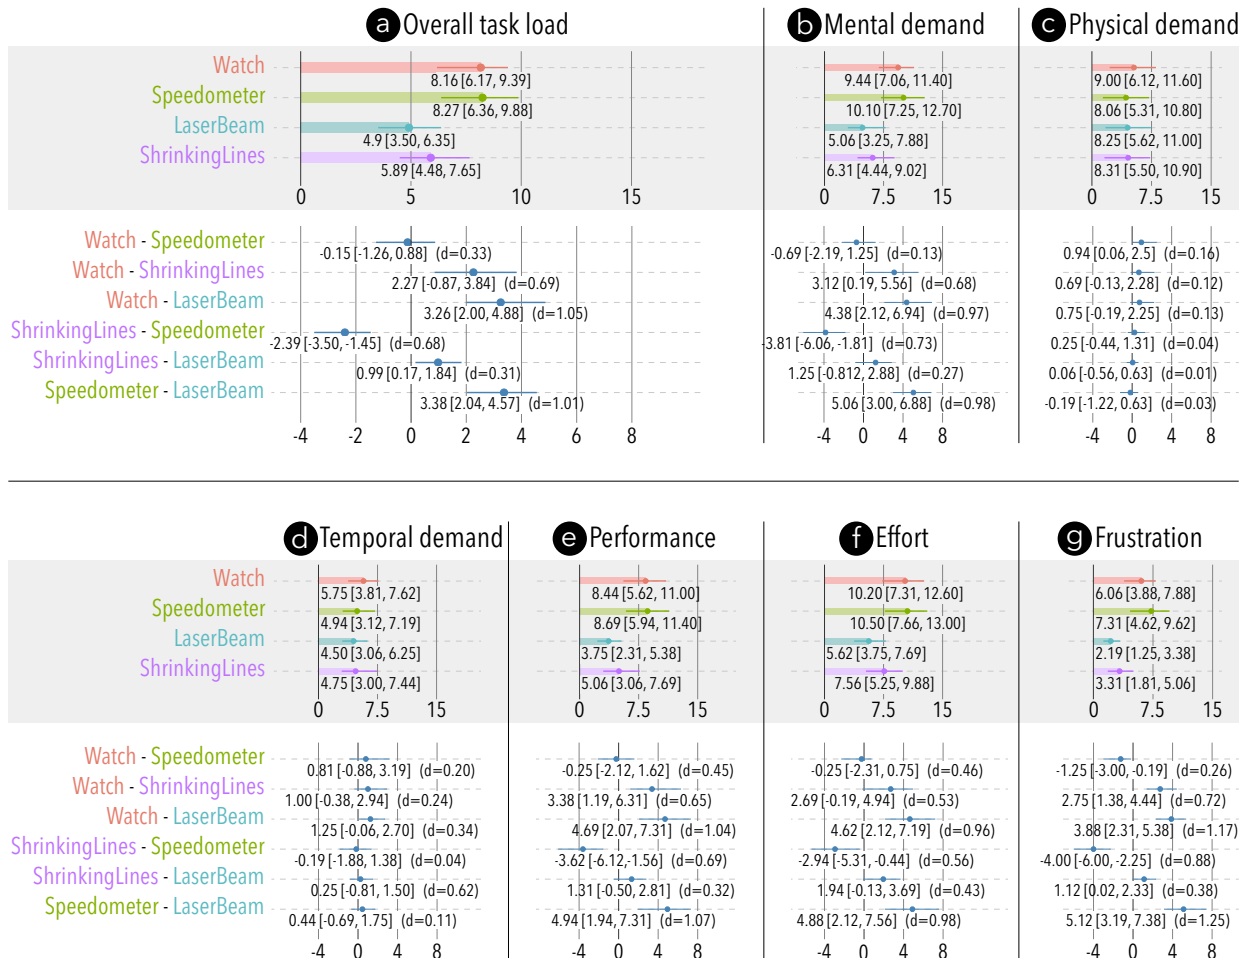 a Overall task load
Watch
8.16 [6.17, 9.39]
Speedometer
8.27 [6.36, 9.88]
LaserBeam
4.9 [3.50, 6.35]
ShrinkingLines
5.89 [4.48, 7.65]
0 5 10 15
Watch - Speedometer
-0.15 [-1.26, 0.88] (d=0.33)
Watch - ShrinkingLines
2.27 [-0.87, 3.84] (d=0.69)
Watch - LaserBeam
3.26 [2.00, 4.88] (d=1.05)
ShrinkingLines - Speedometer
-2.39 [-3.50, -1.45] (d=0.68)
ShrinkingLines - LaserBeam
0.99 [0.17, 1.84] (d=0.31)
Speedometer - LaserBeam
3.38 [2.04, 4.57] (d=1.01)
-4 -2 0 2 4 6 8
b Mental demand
9.44 [7.06, 11.40]
10.10 [7.25, 12.70]
5.06 [3.25, 7.88]
6.31 [4.44, 9.02]
0 7.5 15
-0.69 [-2.19, 1.25] (d=0.13)
3.12 [0.19, 5.56] (d=0.68)
4.38 [2.12, 6.94] (d=0.97)
-3.81 [-6.06, -1.81] (d=0.73)
1.25 [-0.812, 2.88] (d=0.27)
5.06 [3.00, 6.88] (d=0.98)
-4 0 4 8
c Physical demand
9.00 [6.12, 11.60]
8.06 [5.31, 10.80]
8.25 [5.62, 11.00]
8.31 [5.50, 10.90]
0 7.5 15
0.94 [0.06, 2.5] (d=0.16)
0.69 [-0.13, 2.28] (d=0.12)
0.75 [-0.19, 2.25] (d=0.13)
0.25 [-0.44, 1.31] (d=0.04)
0.06 [-0.56, 0.63] (d=0.01)
-0.19 [-1.22, 0.63] (d=0.03)
-4 0 4 8
d Temporal demand
Watch
5.75 [3.81, 7.62]
Speedometer
4.94 [3.12, 7.19]
LaserBeam
4.50 [3.06, 6.25]
ShrinkingLines
4.75 [3.00, 7.44]
0 7.5 15
Watch - Speedometer
0.81 [-0.88, 3.19] (d=0.20)
Watch - ShrinkingLines
1.00 [-0.38, 2.94] (d=0.24)
Watch - LaserBeam
1.25 [-0.06, 2.70] (d=0.34)
ShrinkingLines - Speedometer
-0.19 [-1.88, 1.38] (d=0.04)
ShrinkingLines - LaserBeam
0.25 [-0.81, 1.50] (d=0.62)
Speedometer - LaserBeam
0.44 [-0.69, 1.75] (d=0.11)
-4 0 4 8
e Performance
8.44 [5.62, 11.00]
8.69 [5.94, 11.40]
3.75 [2.31, 5.38]
5.06 [3.06, 7.69]
0 7.5 15
-0.25 [-2.12, 1.62] (d=0.45)
3.38 [1.19, 6.31] (d=0.65)
4.69 [2.07, 7.31] (d=1.04)
-3.62 [-6.12,-1.56] (d=0.69)
1.31 [-0.50, 2.81] (d=0.32)
4.94 [1.94, 7.31] (d=1.07)
-4 0 4 8
f Effort
10.20 [7.31, 12.60]
10.50 [7.66, 13.00]
5.62 [3.75, 7.69]
7.56 [5.25, 9.88]
0 7.5 15
-0.25 [-2.31, 0.75] (d=0.46)
2.69 [-0.19, 4.94] (d=0.53)
4.62 [2.12, 7.19] (d=0.96)
-2.94 [-5.31, -0.44] (d=0.56)
1.94 [-0.13, 3.69] (d=0.43)
4.88 [2.12, 7.56] (d=0.98)
-4 0 4 8
g Frustration
6.06 [3.88, 7.88]
7.31 [4.62, 9.62]
2.19 [1.25, 3.38]
3.31 [1.81, 5.06]
0 7.5 15
-1.25 [-3.00, -0.19] (d=0.26)
2.75 [1.38, 4.44] (d=0.72)
3.88 [2.31, 5.38] (d=1.17)
-4.00 [-6.00, -2.25] (d=0.88)
1.12 [0.02, 2.33] (d=0.38)
5.12 [3.19, 7.38] (d=1.25)
-4 0 4 8